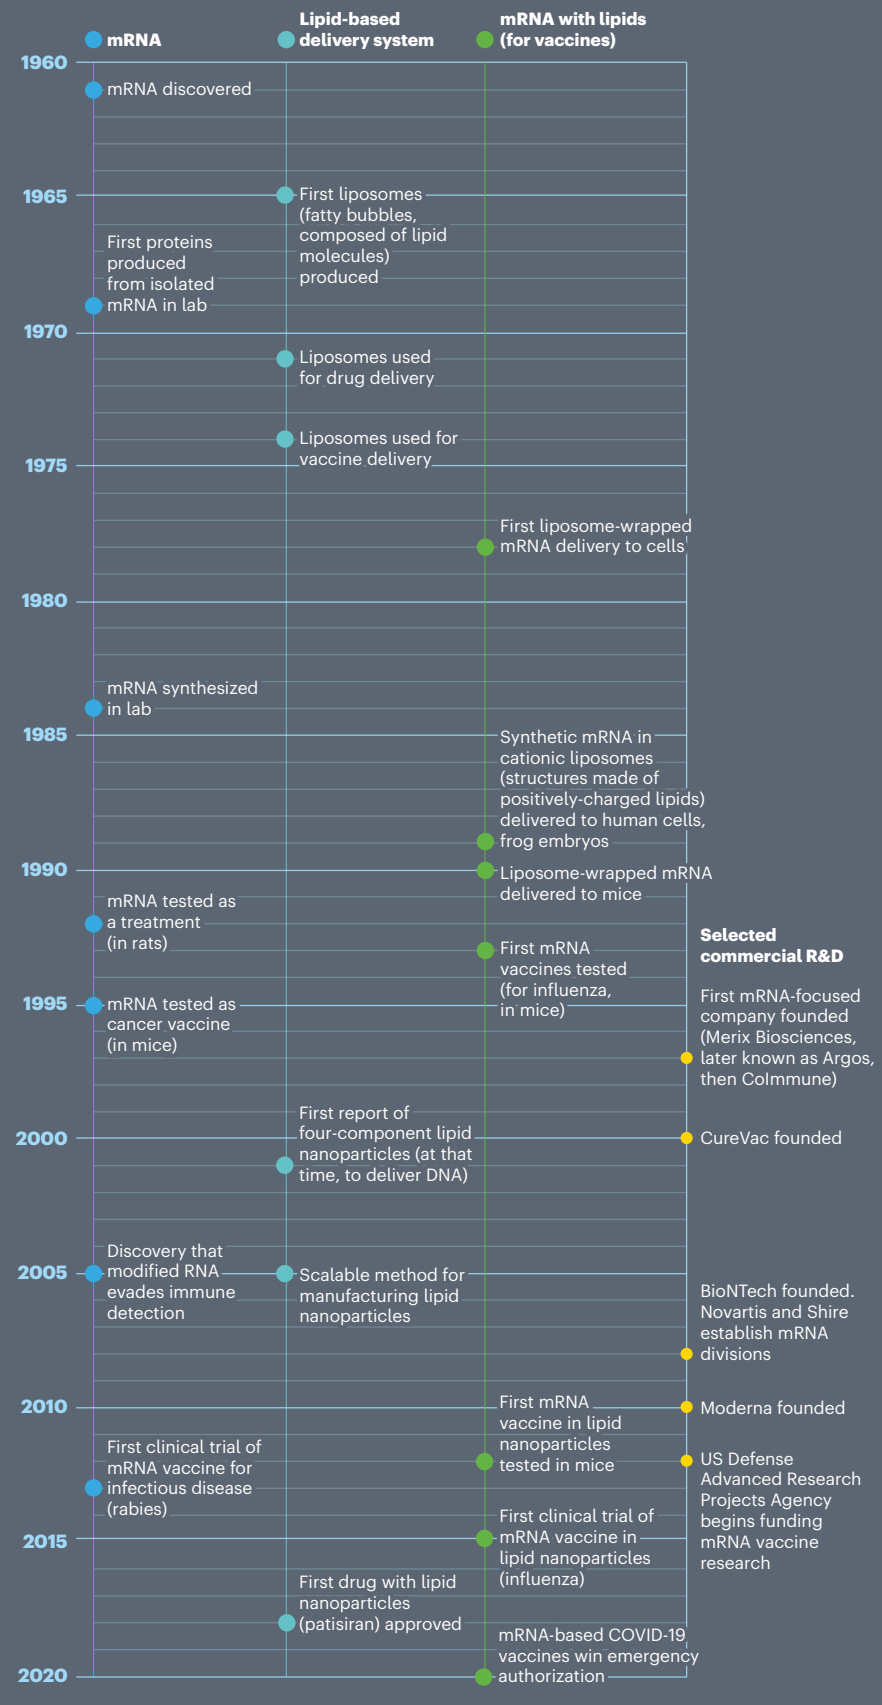 mRNA
Lipid-based
delivery system
mRNA with lipids
(for vaccines)
1960
mRNA discovered
1965
First liposomes
(fatty bubbles,
composed of lipid
molecules)
produced
First proteins
produced
from isolated
mRNA in lab
1970
Liposomes used
for drug delivery
Liposomes used for
vaccine delivery
1975
First liposome-wrapped
mRNA delivery to cells
1980
mRNA synthesized
in lab
1985
Synthetic mRNA in
cationic liposomes
(structures made of
positively-charged lipids)
delivered to human cells,
frog embryos
1990
Liposome-wrapped mRNA
delivered to mice
mRNA tested as
a treatment
(in rats)
First mRNA
vaccines tested
(for influenza,
in mice)
Selected
commercial R&D
1995
mRNA tested as
cancer vaccine
(in mice)
First mRNA-focused
company founded
(Merix Biosciences,
later known as Argos,
then CoImmune)
2000
First report of
four-component lipid
nanoparticles (at that
time, to deliver DNA)
CureVac founded
2005
Discovery that
modified RNA
evades immune
detection
Scalable method for
manufacturing lipid
nanoparticles
BioNTech founded.
Novartis and Shire
establish mRNA
divisions
2010
First mRNA
vaccine in lipid
nanoparticles
tested in mice
Moderna founded
First clinical trial of
mRNA vaccine for
infectious disease
(rabies)
US Defense
Advanced Research
Projects Agency
begins funding
mRNA vaccine
research
2015
First clinical trial of
mRNA vaccine in
lipid nanoparticles
(influenza)
First drug with lipid
nanoparticles
(patisiran) approved
mRNA-based COVID-19
vaccines win emergency
authorization
2020